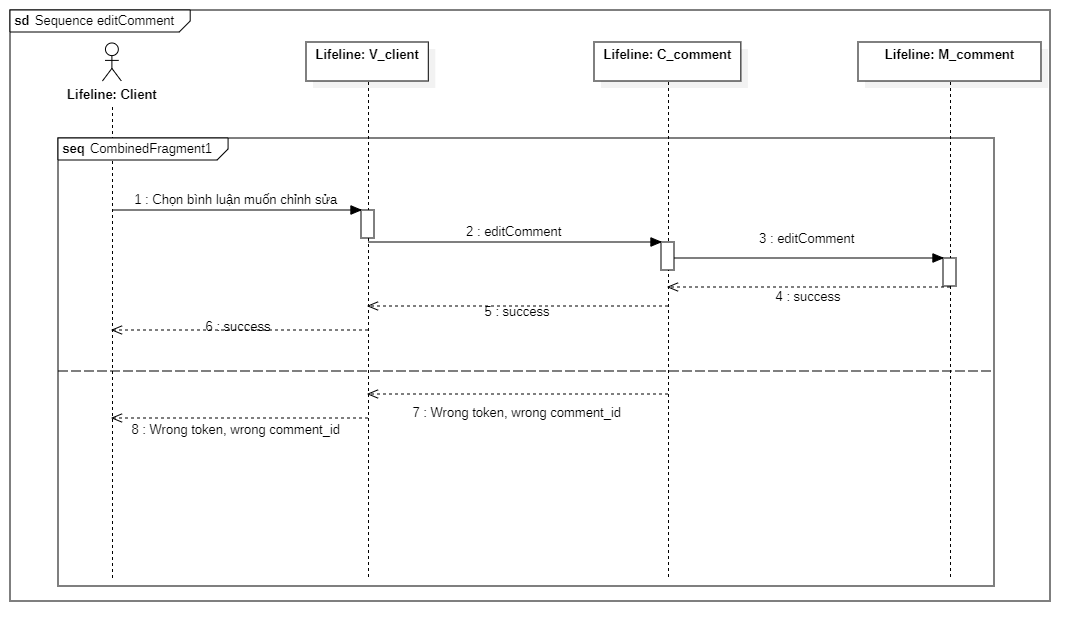 sd Sequence editComment
Lifeline: Client
Lifeline: V_client
Lifeline: C_comment
Lifeline: M_comment
seq CombinedFragment1
1 : Chọn bình luận muốn chỉnh sửa
2 : editComment
3 : editComment
4 : success
5 : success
6 : success
7 : Wrong token, wrong comment_id
8 : Wrong token, wrong comment_id